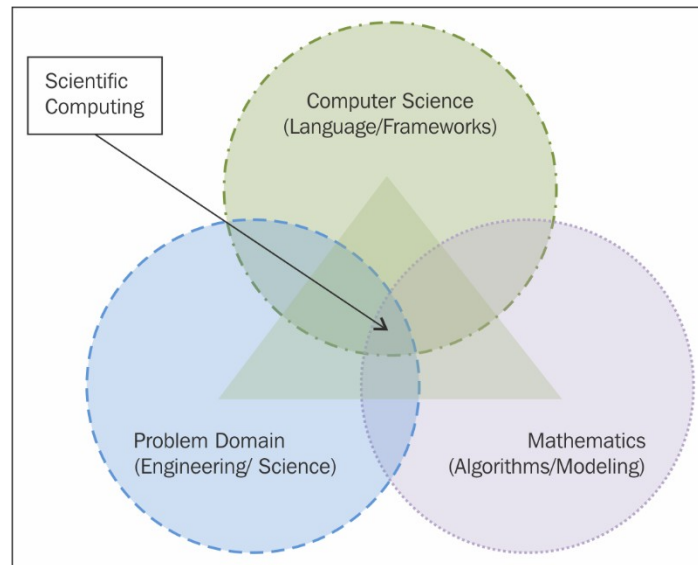 Scientific
Computing
Computer Science
(Language/Frameworks)
Problem Domain
(Engineering/ Science)
Mathematics
(Algorithms/Modeling)